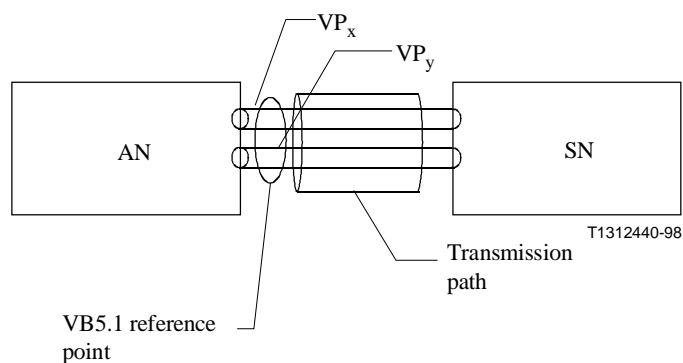 VPx
VPy
AN
SN
T1312440-98
Transmission
path
VB5.1 reference
point